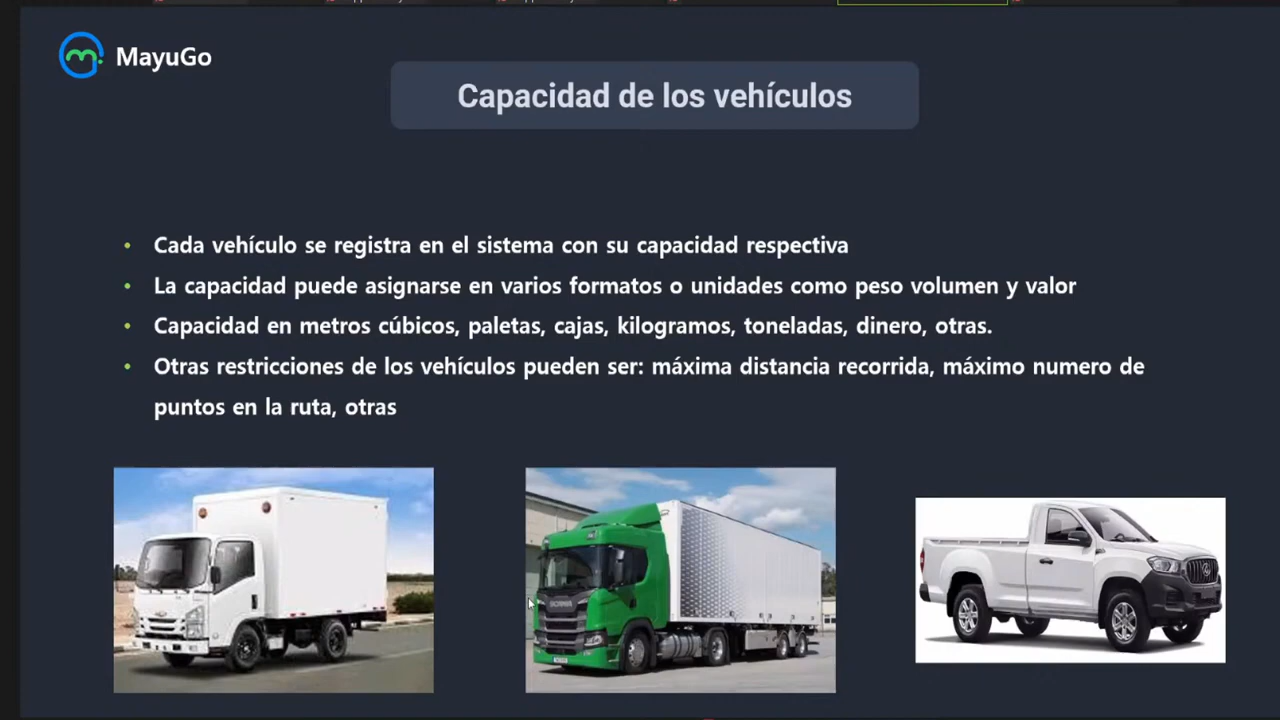 MayuGo
Capacidad de los vehículos
• Cada vehículo se registra en el sistema con su capacidad respectiva
• La capacidad puede asignarse en varios formatos o unidades como peso volumen y valor
• Capacidad en metros cúbicos, paletas, cajas, kilogramos, toneladas, dinero, otras.
• Otras restricciones de los vehículos pueden ser: máxima distancia recorrida, máximo numero de
puntos en la ruta, otras
SCANIA